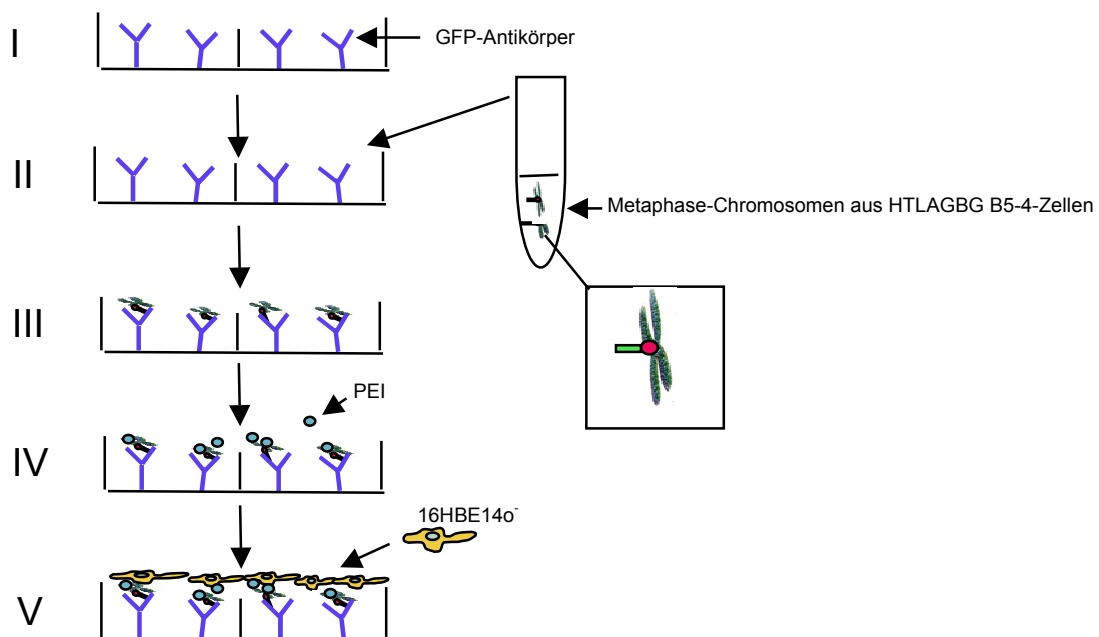 I
GFP-Antikörper
II
Metaphase-Chromosomen aus HTLAGBG B5-4-Zellen
III
PEI
IV
16HBE14o⁻
V